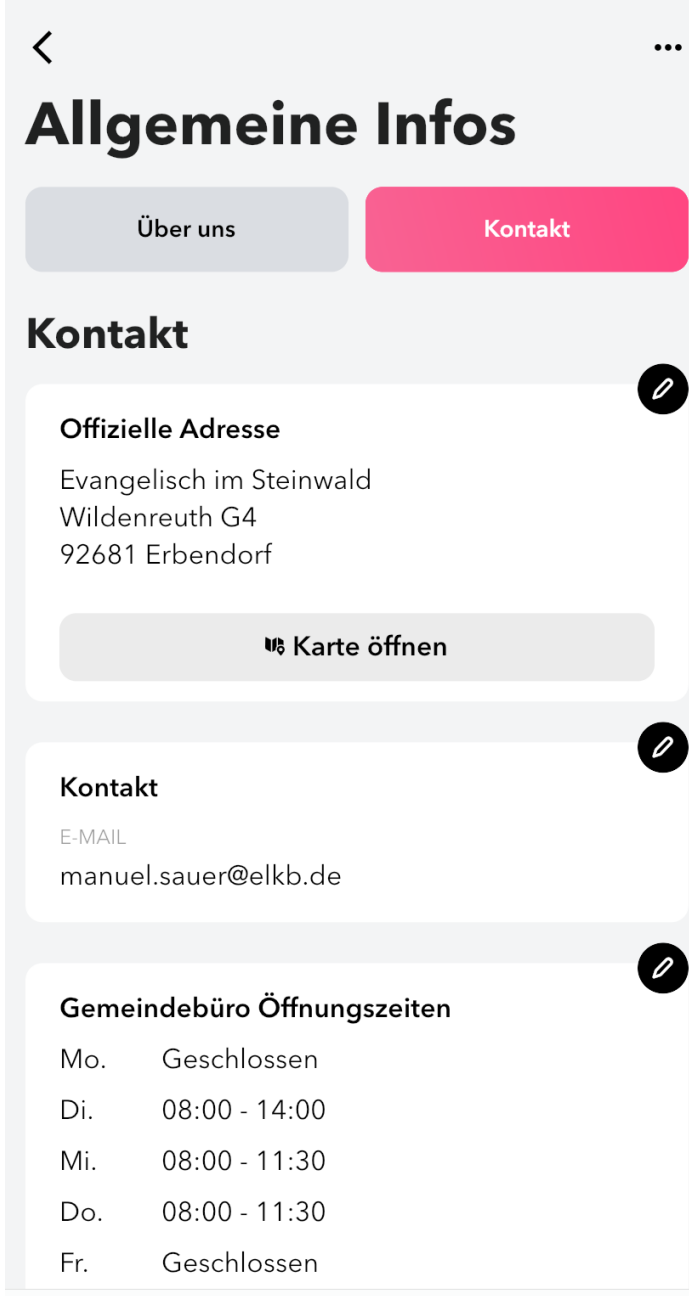 Allgemeine Infos
Über uns
Kontakt
Kontakt
Offizielle Adresse
Evangelisch im Steinwald
Wildenreuth G4
92681 Erbendorf
Karte öffnen
Kontakt
E-MAIL
manuel.sauer@elkb.de
Gemeindebüro Öffnungszeiten
Mo. Geschlossen
Di. 08:00 - 14:00
Mi. 08:00 - 11:30
Do. 08:00 - 11:30
Fr. Geschlossen